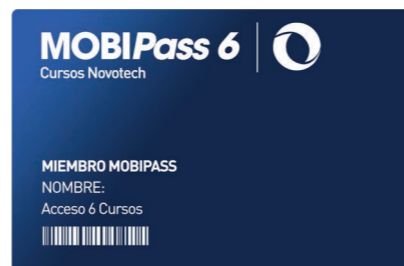 MOBIPass 6
Cursos Novotech
MIEMBRO MOBIPASS
NOMBRE:
Acceso 6 Cursos